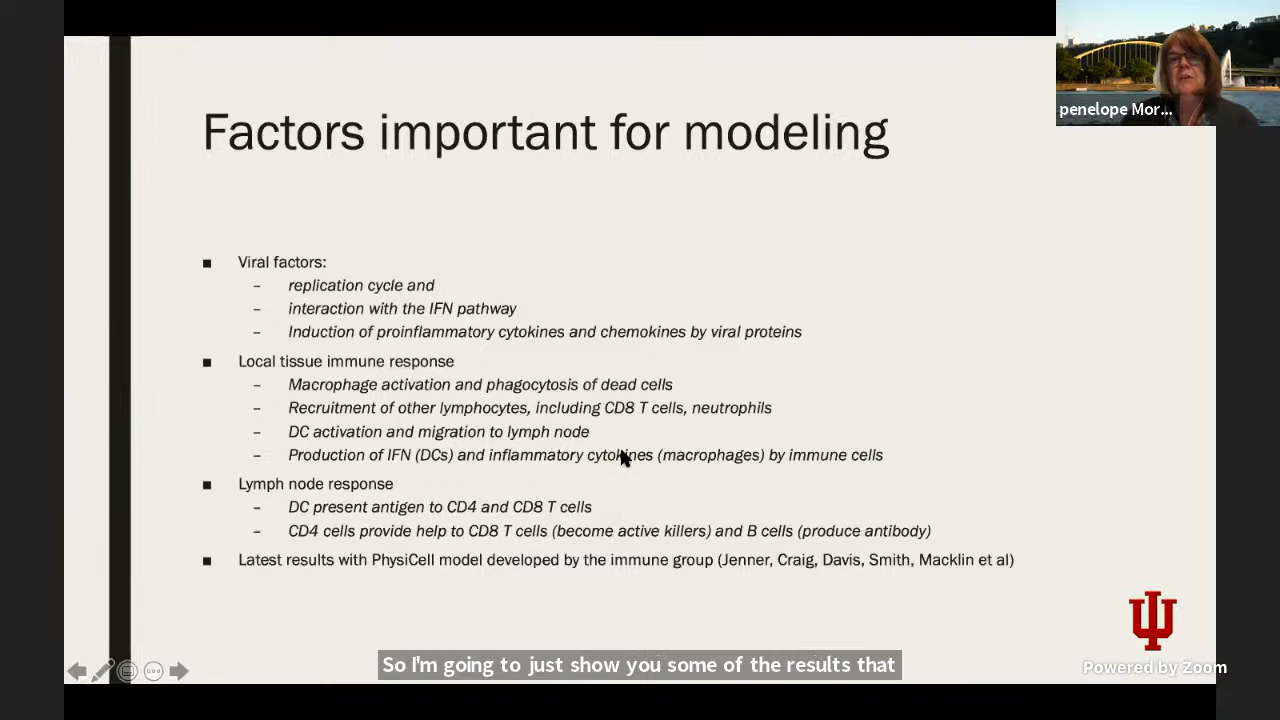 Factors important for modeling
penelope Mor...
Viral factors:
replication cycle and
interaction with the IFN pathway
Induction of proinflammatory cytokines and chemokines by viral proteins
Local tissue immune response
Macrophage activation and phagocytosis of dead cells
Recruitment of other lymphocytes, including CD8 T cells, neutrophils
DC activation and migration to lymph node
Production of IFN (DCs) and inflammatory cytokines (macrophages) by immune cells
Lymph node response
DC present antigen to CD4 and CD8 T cells
CD4 cells provide help to CD8 T cells (become active killers) and B cells (produce antibody)
Latest results with PhysiCell model developed by the immune group (Jenner, Craig, Davis, Smith, Macklin et al)
So I'm going to just show you some of the results that
Powered by Zoom